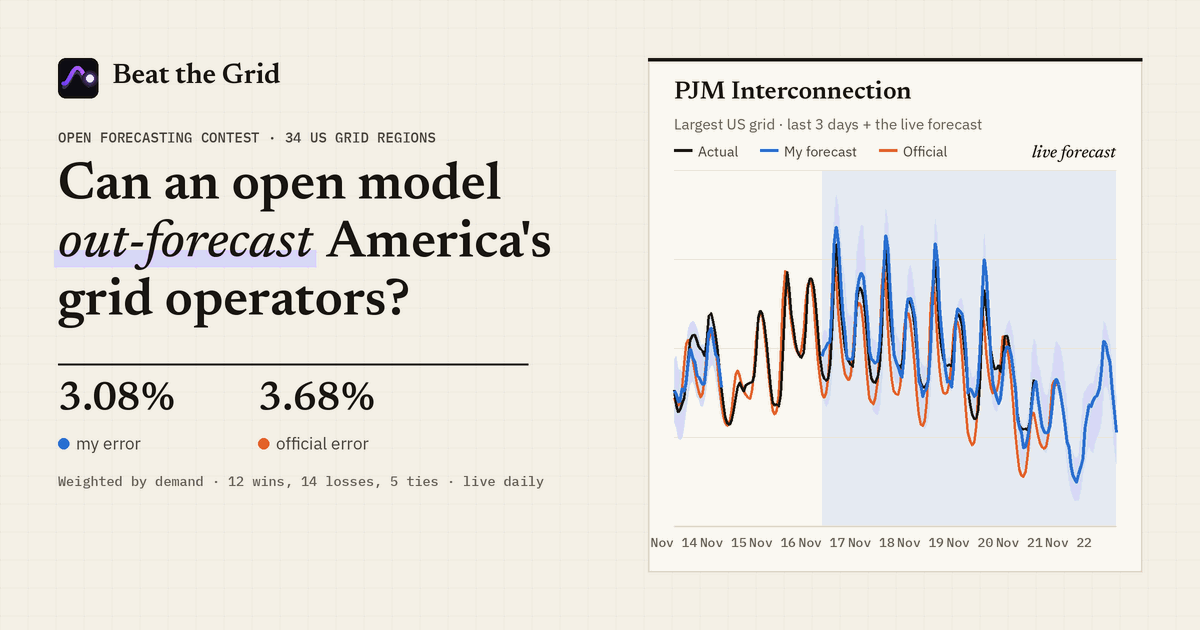 Beat the Grid
OPEN FORECASTING CONTEST · 34 US GRID REGIONS
Can an open model
out-forecast America's
grid operators?
3.08% 3.68%
my error official error
Weighted by demand · 12 wins, 14 losses, 5 ties · live daily
PJM Interconnection
Largest US grid · last 3 days + the live forecast
Actual My forecast Official live forecast
Nov 14 Nov 15 Nov 16 Nov 17 Nov 18 Nov 19 Nov 20 Nov 21 Nov 22